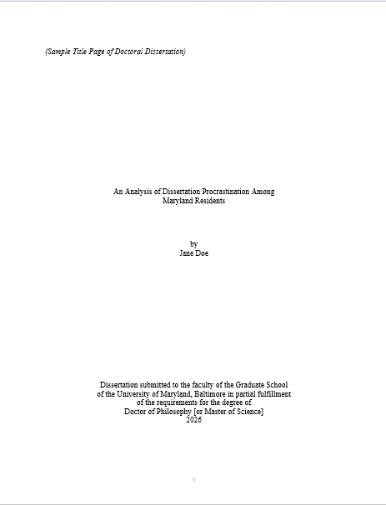 (Sample Title Page of Doctoral Dissertation)
An Analysis of Dissertation Procrastination Among
Maryland Residents
by
Jane Doe
Dissertation submitted to the faculty of the Graduate School
of the University of Maryland, Baltimore in partial fulfillment
of the requirements for the degree of
Doctor of Philosophy [or Master of Science]
2026